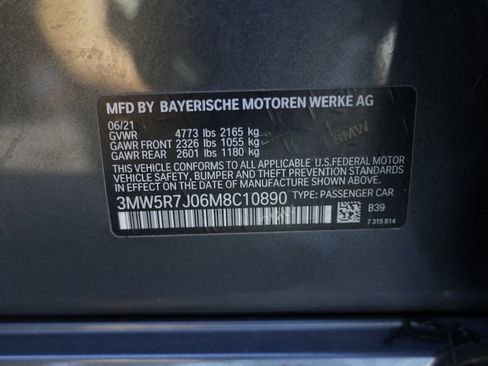 MFD BY BAYERISCHE MOTOREN WERKE AG
06/21
GVWR 4773 lbs 2165 kg
GAWR FRONT 2326 lbs 1055 kg
GAWR REAR 2601 lbs 1180 kg
BMW
THIS VEHICLE CONFORMS TO ALL APPLICABLE U.S.FEDERAL MOTOR
VEHICLE SAFETY, BUMPER AND THEFT PREVENTION STANDARDS
IN EFFECT ON THE DATE OF MANUFACTURE SHOWN ABOVE.
3MW5R7J06M8C10890 TYPE: PASSENGER CAR
B39
7 315 814